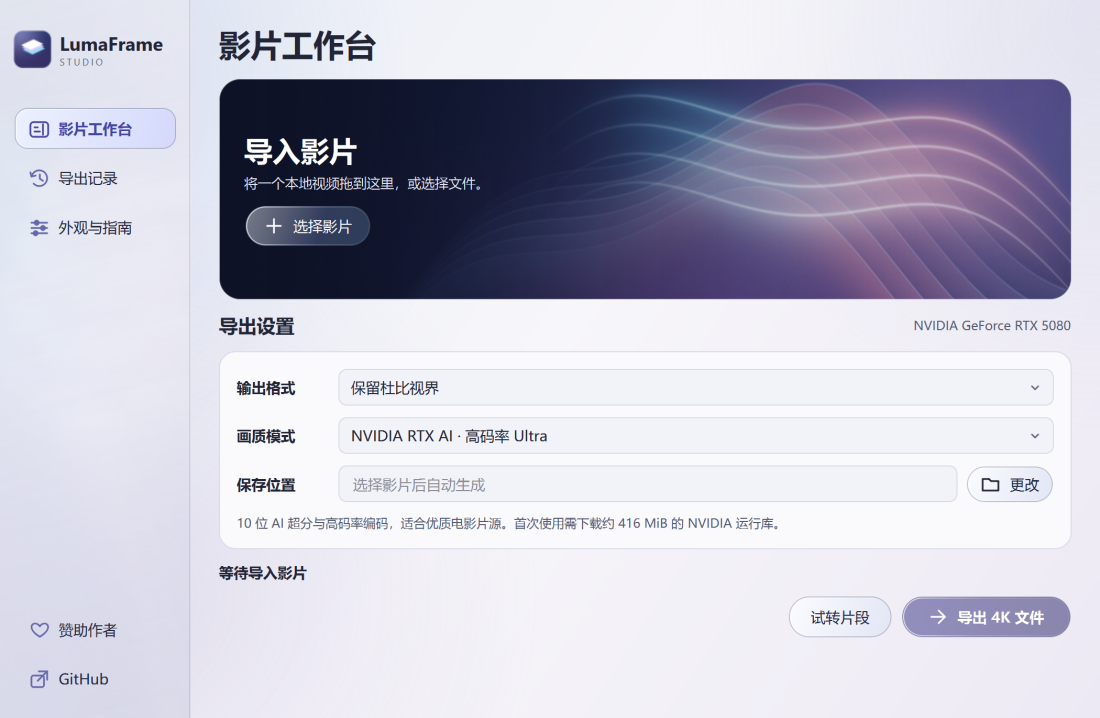 LumaFrame
STUDIO
影片工作台
导出记录
外观与指南
赞助作者
GitHub
影片工作台
导入影片
将一个本地视频拖到这里，或选择文件。
选择影片
导出设置
NVIDIA GeForce RTX 5080
输出格式
保留杜比视界
画质模式
NVIDIA RTX AI · 高码率 Ultra
保存位置
选择影片后自动生成
更改
10 位 AI 超分与高码率编码，适合优质电影片源。首次使用需下载约 416 MiB 的 NVIDIA 运行库。
等待导入影片
试转片段
导出 4K 文件